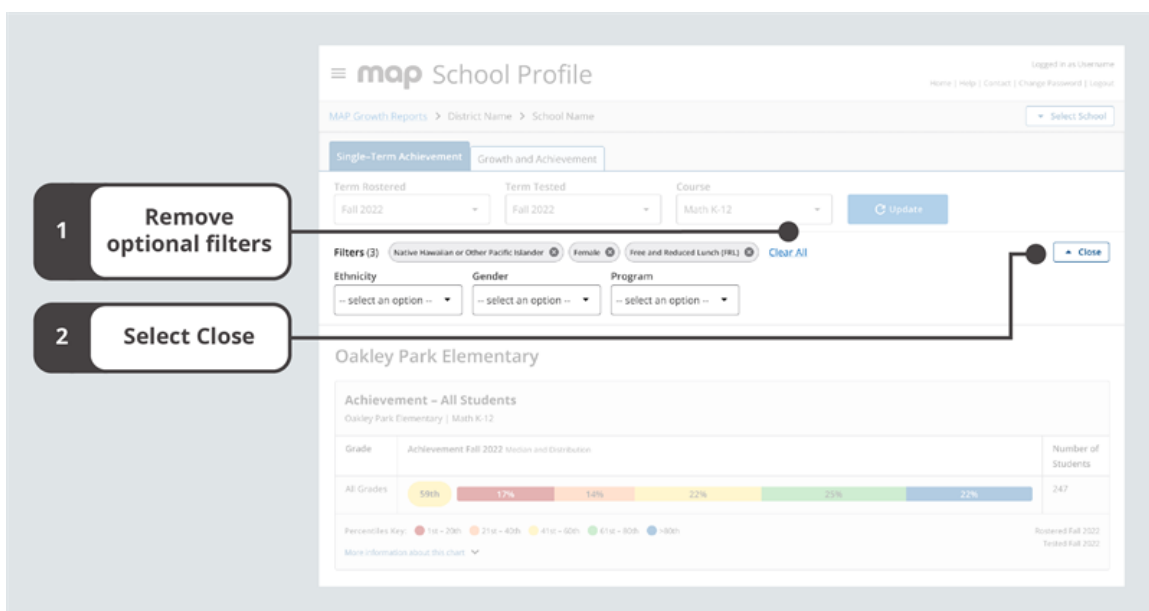 ≡ map School Profile
Logged in as Username
Home | Help | Contact | Change Password | Logout
MAP Growth Reports > District Name > School Name
Select School
Single–Term Achievement
Growth and Achievement
Term Rostered
Term Tested
Course
Fall 2022
Fall 2022
Math K-12
Update
1
Remove
optional filters
Filters (3)
Native Hawaiian or Other Pacific Islander
Female
Free and Reduced Lunch (FRL)
Clear All
Close
Ethnicity
Gender
Program
-- select an option --
-- select an option --
-- select an option --
2
Select Close
Oakley Park Elementary
Achievement – All Students
Oakley Park Elementary | Math K-12
Grade
Achievement Fall 2022 Median and Distribution
Number of
Students
All Grades
59th
17%
14%
22%
25%
22%
247
Percentiles Key:
1st – 20th
21st – 40th
41st – 60th
61st – 80th
>80th
Rostered Fall 2022
Tested Fall 2022
More information about this chart